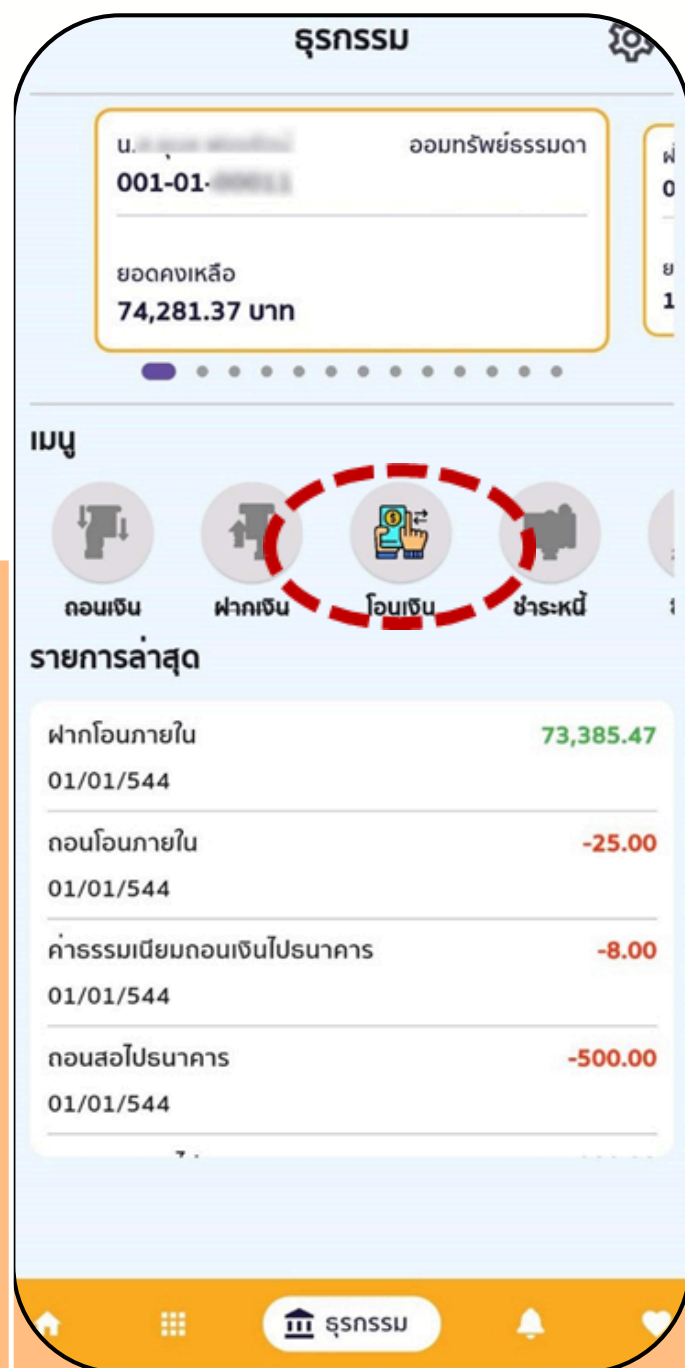 ธุรกรรม
น. ออมทรัพย์ธรรมดา
001-01-
ยอดคงเหลือ
74,281.37 บาท
เมนู
ถอนเงิน ฝากเงิน โอนเงิน ชำระหนี้
รายการล่าสุด
ฝากโอนภายใน 73,385.47
01/01/544
ถอนโอนภายใน -25.00
01/01/544
ค่าธรรมเนียมถอนเงินไปธนาคาร -8.00
01/01/544
ถอนสอไปธนาคาร -500.00
01/01/544
ธุรกรรม